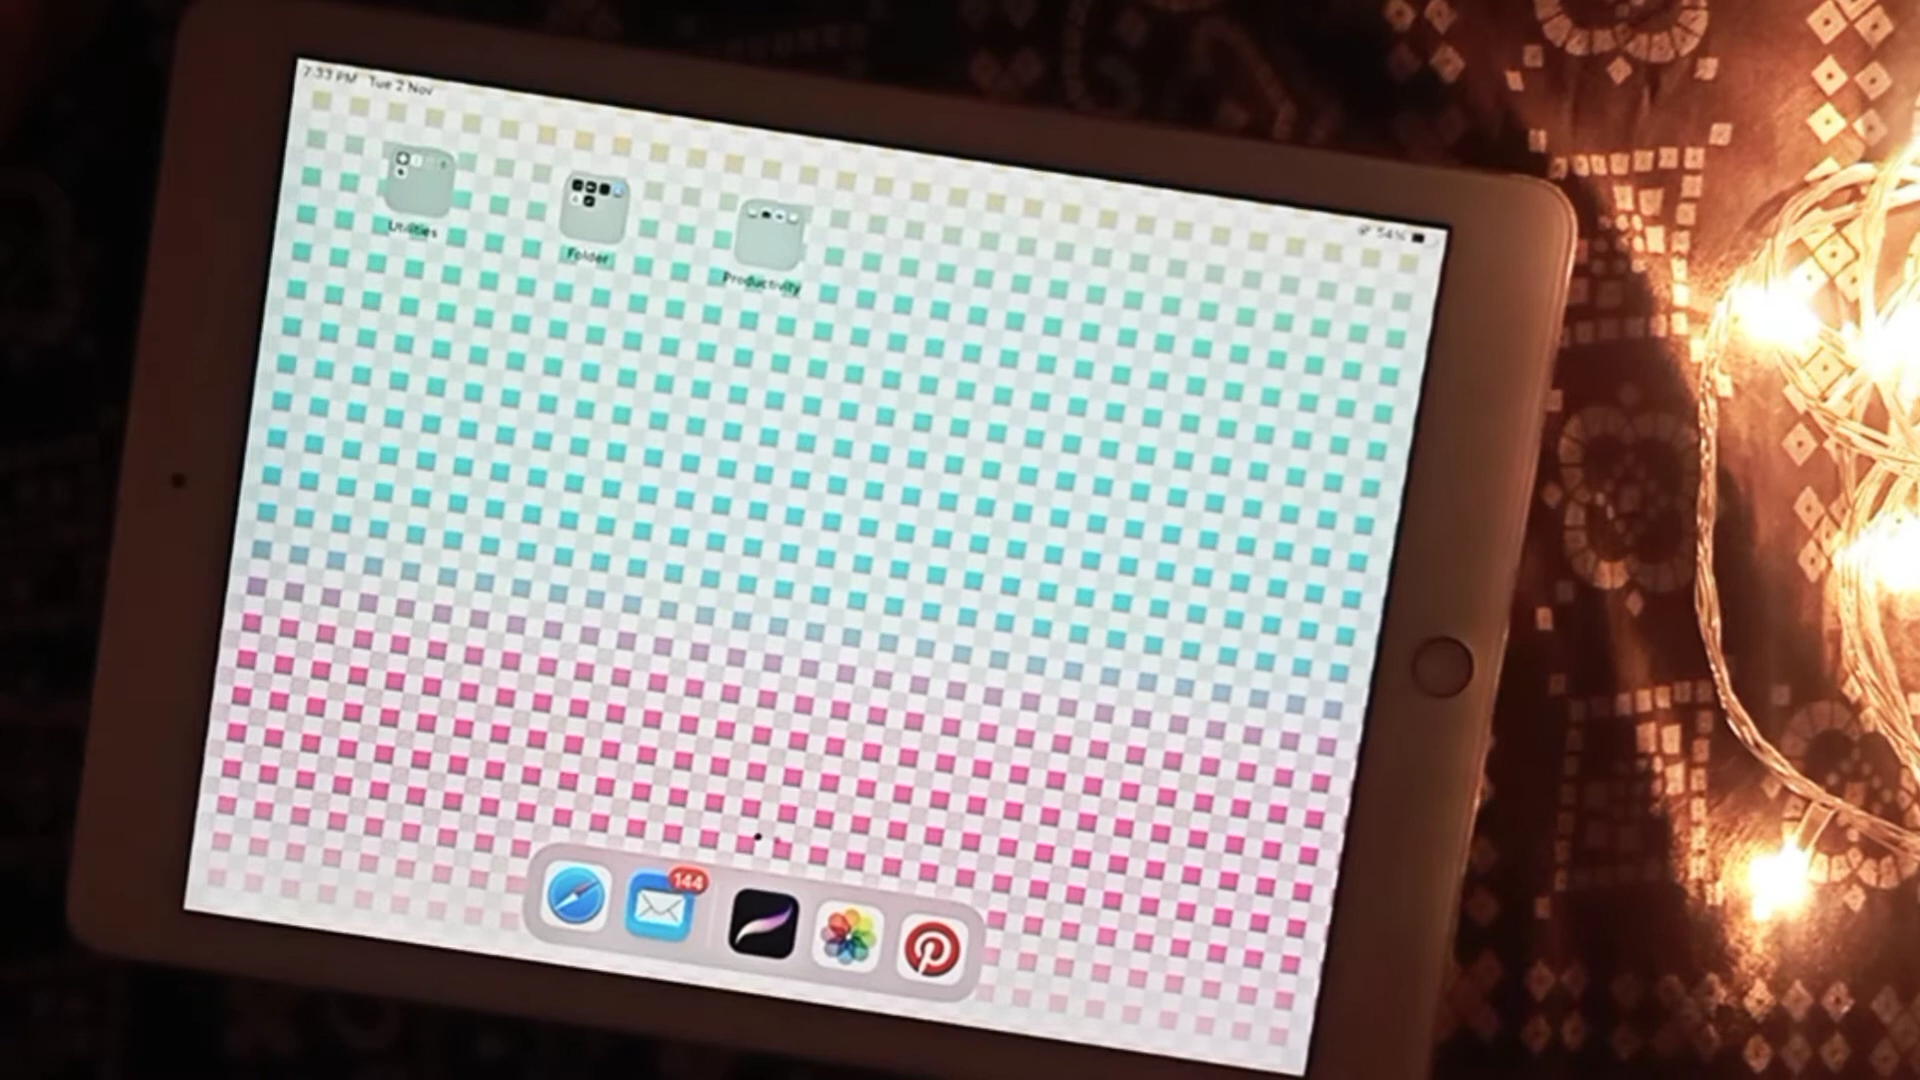 7:33 PM Tue 2 Nov
54%
Utilities
Folder
Productivity
144